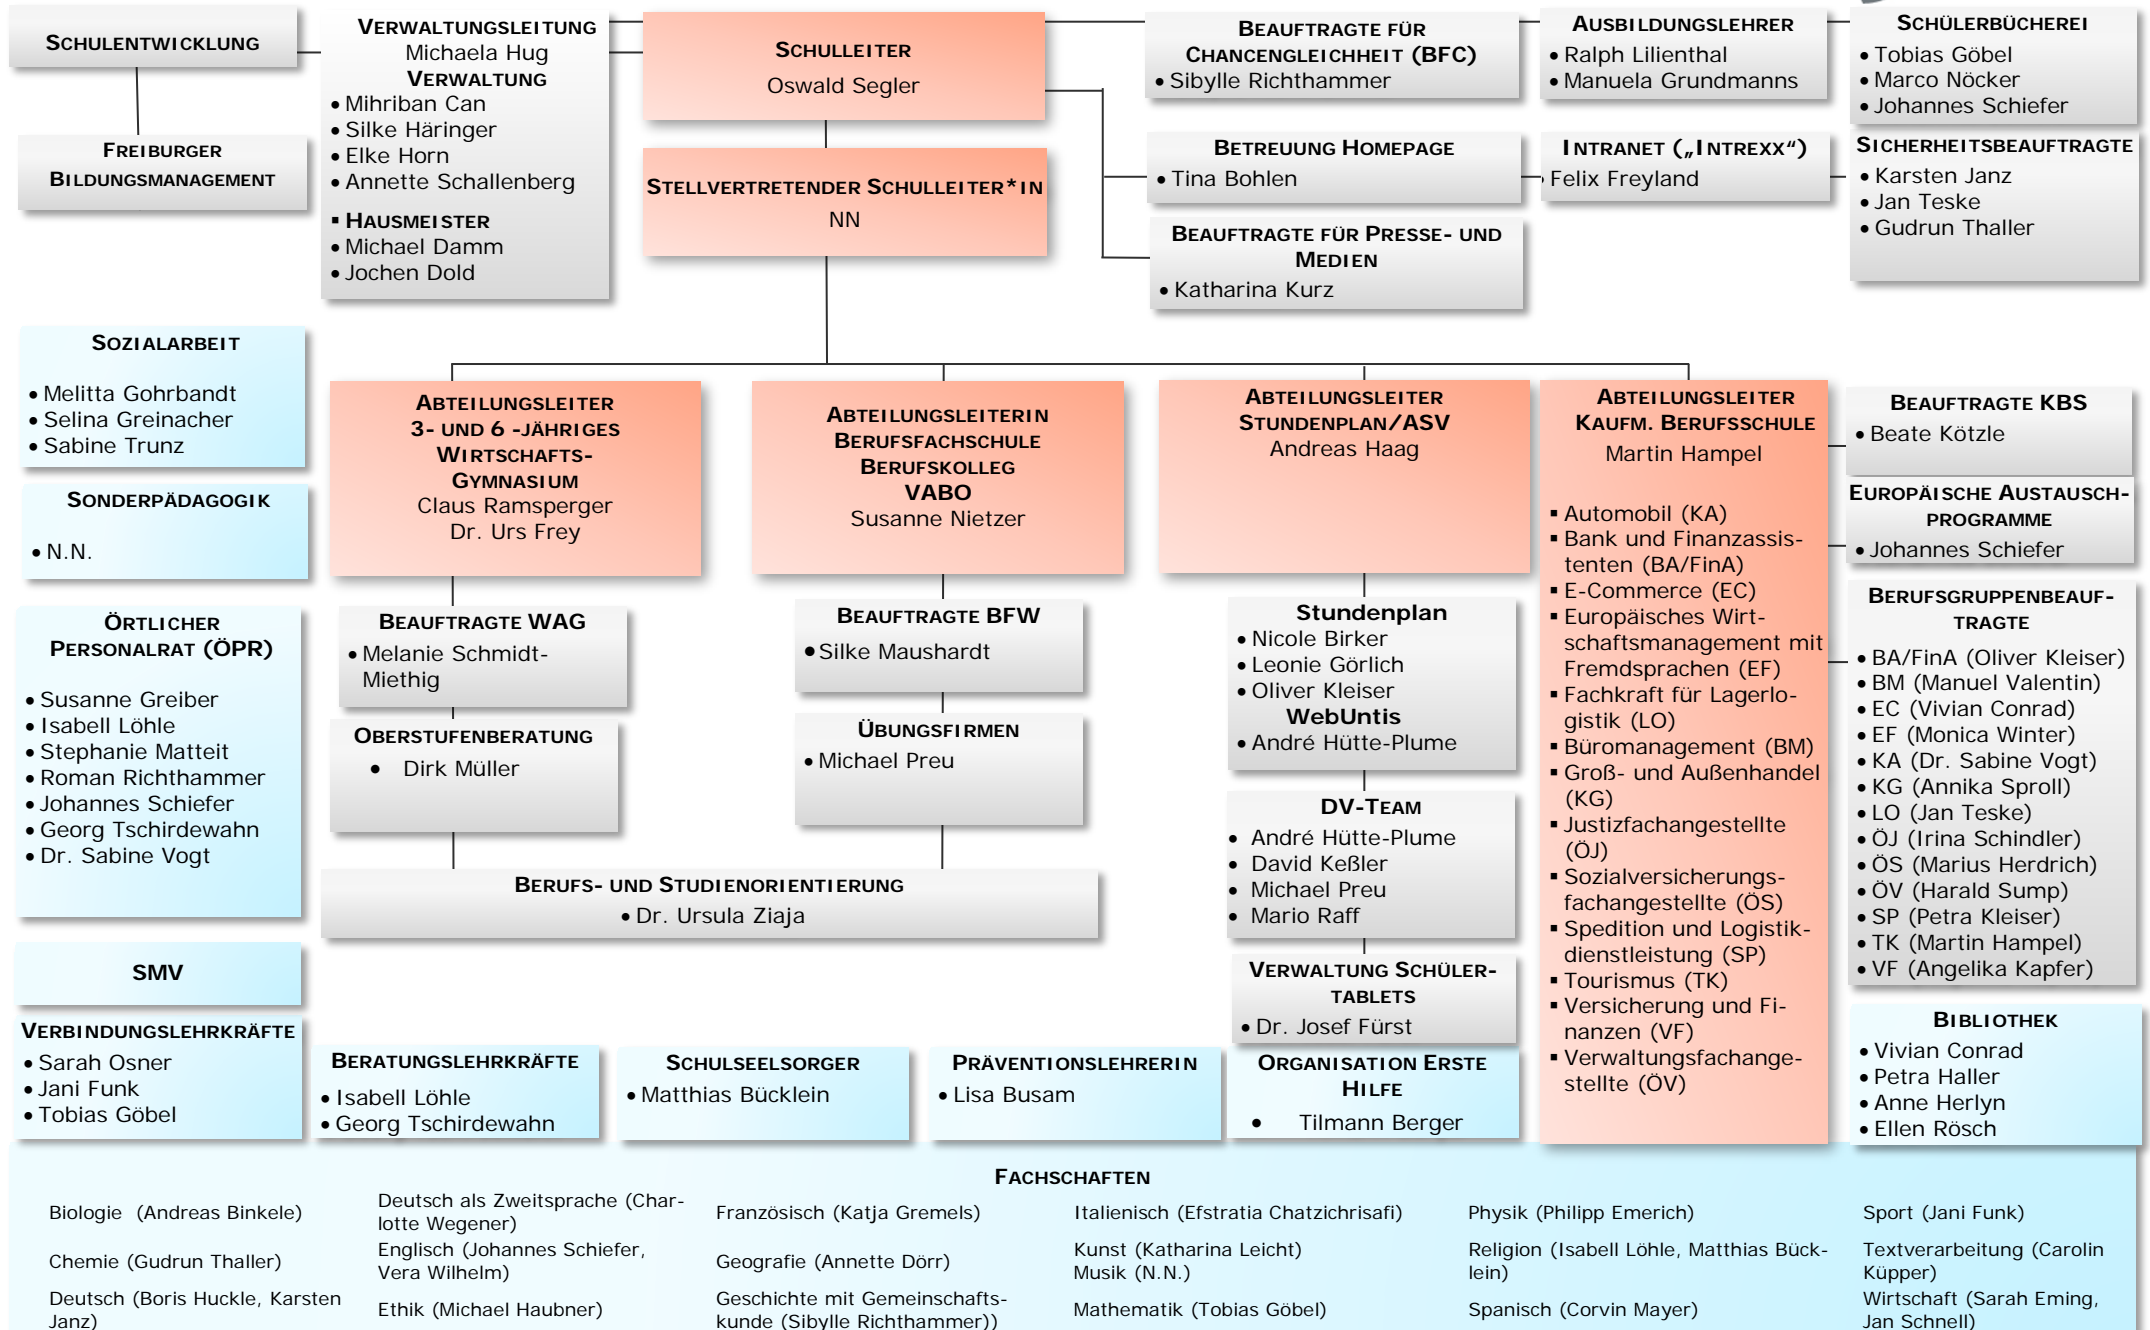 SCHULENTWICKLUNG
FREIBURGER
BILDUNGSMANAGEMENT
VERWALTUNGSLEITUNG
Michaela Hug
VERWALTUNG
• Mihriban Can
• Silke Häringer
• Elke Horn
• Annette Schallenberg
▪ HAUSMEISTER
• Michael Damm
• Jochen Dold
SCHULLEITER
Oswald Segler
STELLVERTRETENDER SCHULLEITER*IN
NN
BEAUFTRAGTE FÜR
CHANCENGLEICHHEIT (BFC)
• Sibylle Richthammer
AUSBILDUNGSLEHRER
• Ralph Lilienthal
• Manuela Grundmanns
SCHÜLERBÜCHEREI
• Tobias Göbel
• Marco Nöcker
• Johannes Schiefer
BETREUUNG HOMEPAGE
• Tina Bohlen
INTRANET („INTREXX“)
• Felix Freyland
SICHERHEITSBEAUFTRAGTE
• Karsten Janz
• Jan Teske
• Gudrun Thaller
BEAUFTRAGTE FÜR PRESSE- UND
MEDIEN
• Katharina Kurz
SOZIALARBEIT
• Melitta Gohrbandt
• Selina Greinacher
• Sabine Trunz
SONDERPÄDAGOGIK
• N.N.
ÖRTLICHER
PERSONALRAT (ÖPR)
• Susanne Greiber
• Isabell Löhle
• Stephanie Matteit
• Roman Richthammer
• Johannes Schiefer
• Georg Tschirdewahn
• Dr. Sabine Vogt
SMV
VERBINDUNGSLEHRKRÄFTE
• Sarah Osner
• Jani Funk
• Tobias Göbel
ABTEILUNGSLEITER
3- UND 6 -JÄHRIGES
WIRTSCHAFTS-
GYMNASIUM
Claus Ramsperger
Dr. Urs Frey
BEAUFTRAGTE WAG
• Melanie Schmidt-
Miethig
OBERSTUFENBERATUNG
• Dirk Müller
ABTEILUNGSLEITERIN
BERUFSFACHSCHULE
BERUFSKOLLEG
VABO
Susanne Nietzer
BEAUFTRAGTE BFW
• Silke Maushardt
ÜBUNGSFIRMEN
• Michael Preu
BERUFS- UND STUDIENORIENTIERUNG
• Dr. Ursula Ziaja
ABTEILUNGSLEITER
STUNDENPLAN/ASV
Andreas Haag
Stundenplan
• Nicole Birker
• Leonie Görlich
• Oliver Kleiser
WebUntis
• André Hütte-Plume
DV-TEAM
• André Hütte-Plume
• David Keßler
• Michael Preu
• Mario Raff
VERWALTUNG SCHÜLER-
TABLETS
• Dr. Josef Fürst
ABTEILUNGSLEITER
KAUFM. BERUFSSCHULE
Martin Hampel
▪ Automobil (KA)
▪ Bank und Finanzassis-
tenten (BA/FinA)
▪ E-Commerce (EC)
▪ Europäisches Wirt-
schaftsmanagement mit
Fremdsprachen (EF)
▪ Fachkraft für Lagerlo-
gistik (LO)
▪ Büromanagement (BM)
▪ Groß- und Außenhandel
(KG)
▪ Justizfachangestellte
(ÖJ)
▪ Sozialversicherungs-
fachangestellte (ÖS)
▪ Spedition und Logistik-
dienstleistung (SP)
▪ Tourismus (TK)
▪ Versicherung und Fi-
nanzen (VF)
▪ Verwaltungsfachange-
stellte (ÖV)
BEAUFTRAGTE KBS
• Beate Kötzle
EUROPÄISCHE AUSTAUSCH-
PROGRAMME
• Johannes Schiefer
BERUFSGRUPPENBEAUF-
TRAGTE
• BA/FinA (Oliver Kleiser)
• BM (Manuel Valentin)
• EC (Vivian Conrad)
• EF (Monica Winter)
• KA (Dr. Sabine Vogt)
• KG (Annika Sproll)
• LO (Jan Teske)
• ÖJ (Irina Schindler)
• ÖS (Marius Herdrich)
• ÖV (Harald Sump)
• SP (Petra Kleiser)
• TK (Martin Hampel)
• VF (Angelika Kapfer)
BERATUNGSLEHRKRÄFTE
• Isabell Löhle
• Georg Tschirdewahn
SCHULSEELSORGER
• Matthias Bücklein
PRÄVENTIONSLEHRERIN
• Lisa Busam
ORGANISATION ERSTE
HILFE
• Tilmann Berger
BIBLIOTHEK
• Vivian Conrad
• Petra Haller
• Anne Herlyn
• Ellen Rösch
FACHSCHAFTEN
Biologie (Andreas Binkele)
Chemie (Gudrun Thaller)
Deutsch (Boris Huckle, Karsten
Janz)
Deutsch als Zweitsprache (Char-
lotte Wegener)
Englisch (Johannes Schiefer,
Vera Wilhelm)
Ethik (Michael Haubner)
Französisch (Katja Gremels)
Geografie (Annette Dörr)
Geschichte mit Gemeinschafts-
kunde (Sibylle Richthammer))
Italienisch (Efstratia Chatzichrisafi)
Kunst (Katharina Leicht)
Musik (N.N.)
Mathematik (Tobias Göbel)
Physik (Philipp Emerich)
Religion (Isabell Löhle, Matthias Bück-
lein)
Spanisch (Corvin Mayer)
Sport (Jani Funk)
Textverarbeitung (Carolin
Küpper)
Wirtschaft (Sarah Eming,
Jan Schnell)